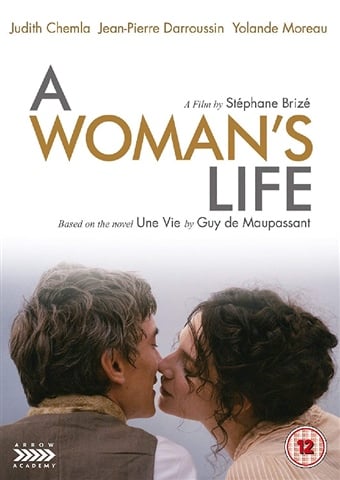 Judith Chemla Jean-Pierre Darroussin Yolande Moreau
A
A Film by Stéphane Brizé
WOMAN'S
LIFE
Based on the novel Une Vie by Guy de Maupassant
ARROW
ACADEMY
12